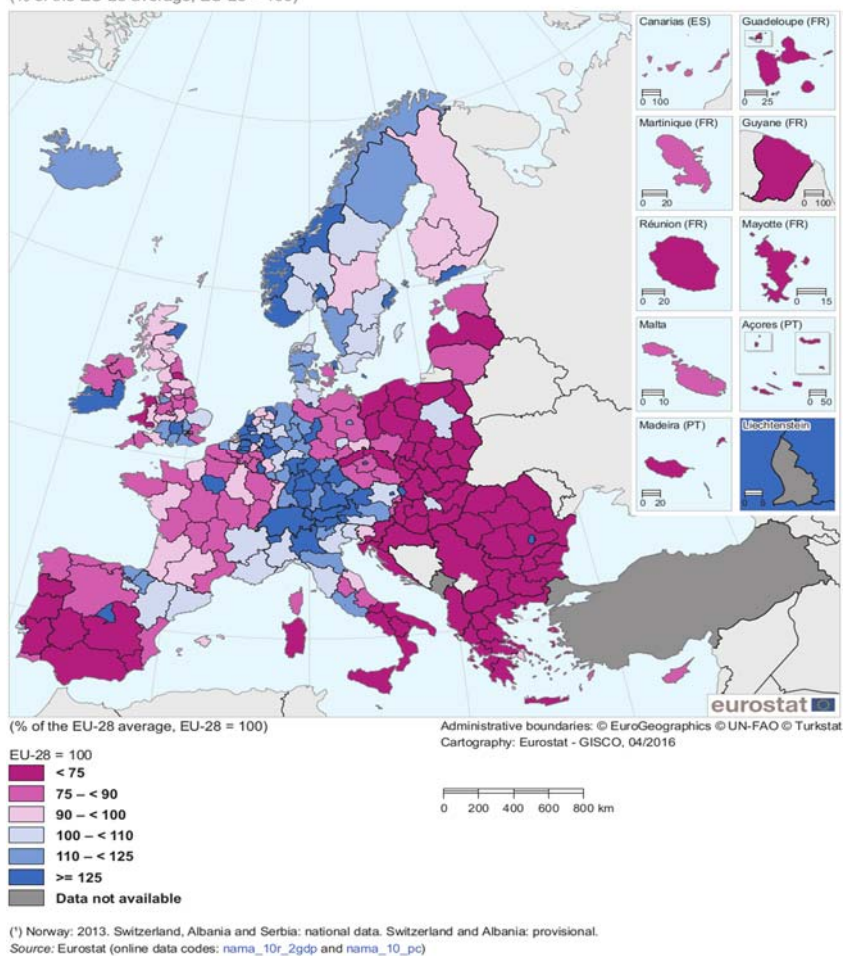 Canarias (ES)
0 100
Guadeloupe (FR)
0 25
Martinique (FR)
0 20
Guyane (FR)
0 100
Réunion (FR)
0 20
Mayotte (FR)
0 15
Malta
0 10
Açores (PT)
0 50
Madeira (PT)
0 20
Liechtenstein
eurostat
(% of the EU-28 average, EU-28 = 100)
Administrative boundaries: © EuroGeographics © UN-FAO © Turkstat
Cartography: Eurostat - GISCO, 04/2016
EU-28 = 100
< 75
75 – < 90
90 – < 100
100 – < 110
110 – < 125
>= 125
Data not available
0 200 400 600 800 km
(¹) Norway: 2013. Switzerland, Albania and Serbia: national data. Switzerland and Albania: provisional.
Source: Eurostat (online data codes: nama_10r_2gdp and nama_10_pc)